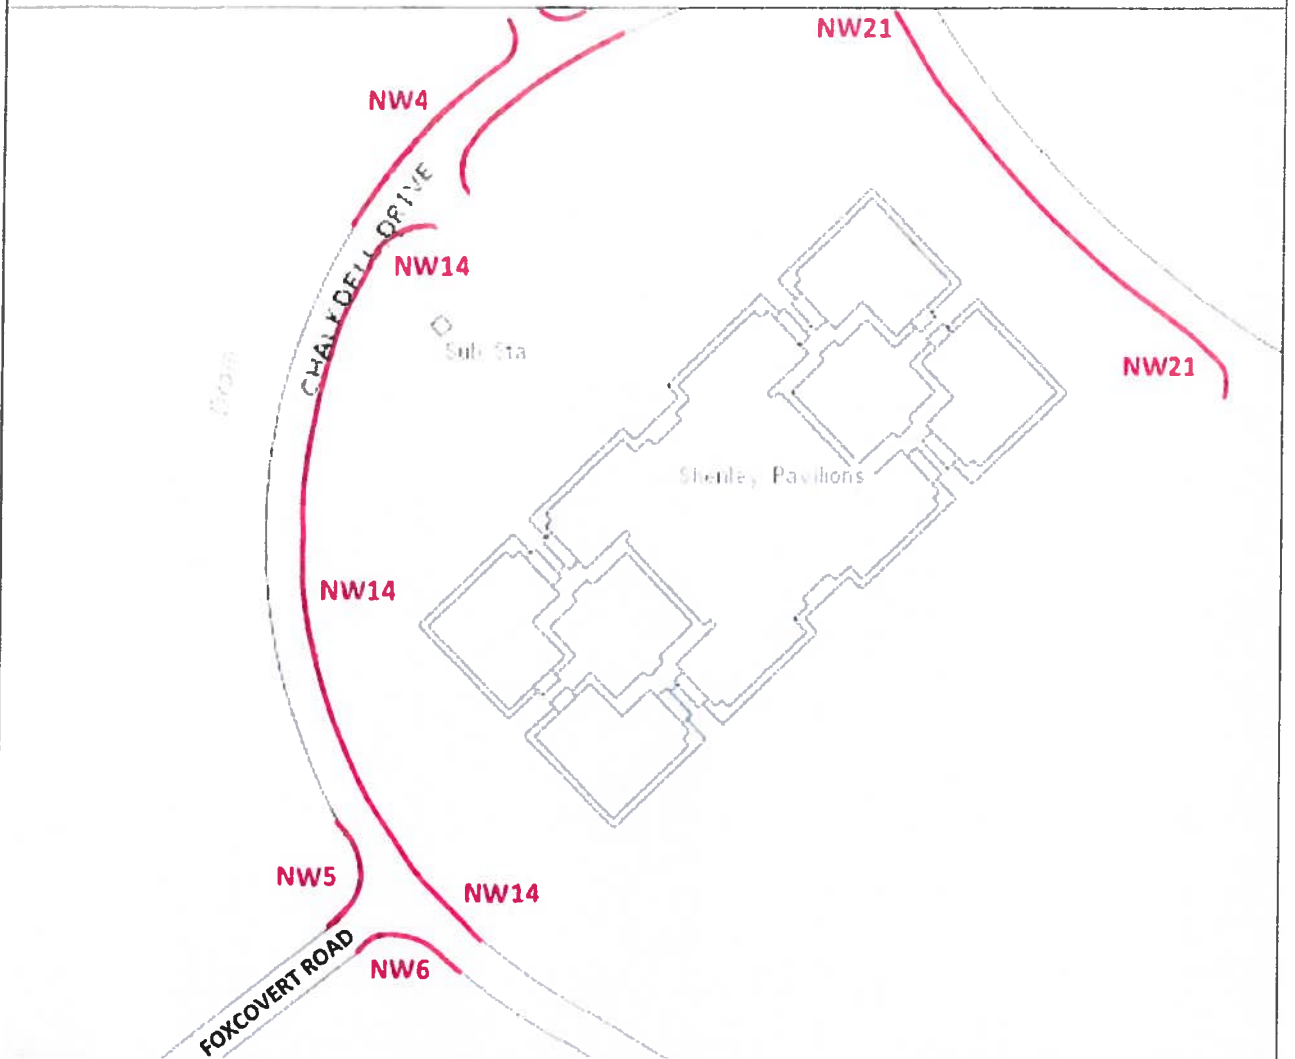 NW21
NW4
CHALKDELL DRIVE
NW14
Sub Sta
NW21
Shenley Pavilions
NW14
NW5
NW14
FOXCOVERT ROAD
NW6